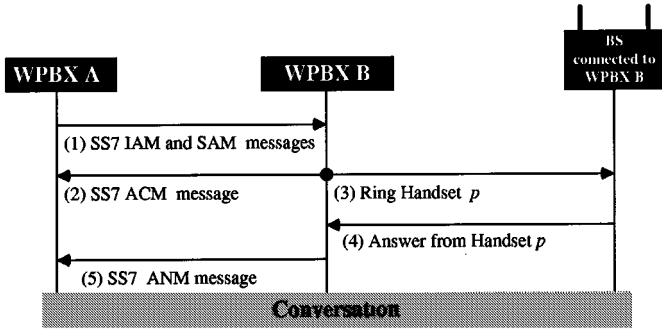 WPBX A
WPBX B
BS
connected to
WPBX B
(1) SS7 IAM and SAM messages
(2) SS7 ACM message
(3) Ring Handset p
(4) Answer from Handset p
(5) SS7 ANM message
Conversation